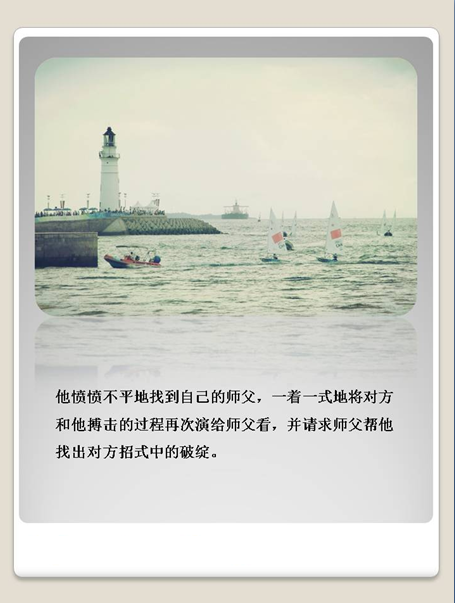 他愤愤不平地找到自己的师父，一着一式地将对方
和他搏击的过程再次演给师父看，并请求师父帮他
找出对方招式中的破绽。